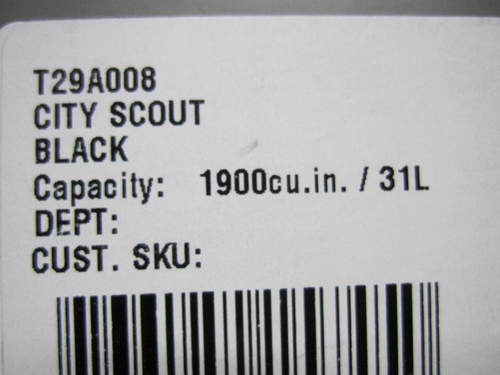 T29A008
CITY SCOUT
BLACK
Capacity: 1900cu.in. / 31L
DEPT:
CUST. SKU: